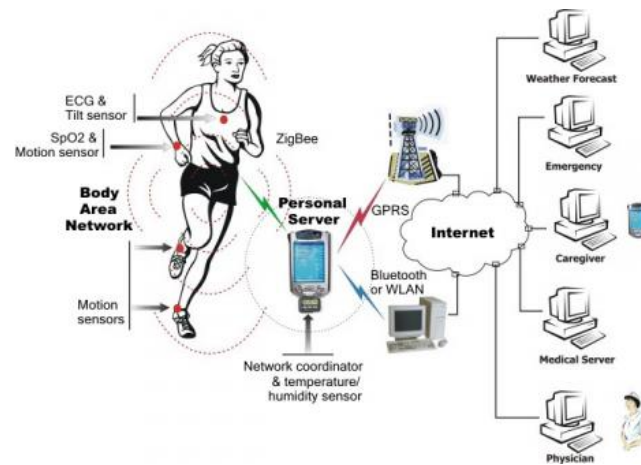 ECG &
Tilt sensor
SpO2 &
Motion sensor
Body
Area
Network
Motion
sensors
ZigBee
Personal
Server
Network coordinator
& temperature/
humidity sensor
GPRS
Bluetooth
or WLAN
Internet
Weather Forecast
Emergency
Caregiver
Medical Server
Physician